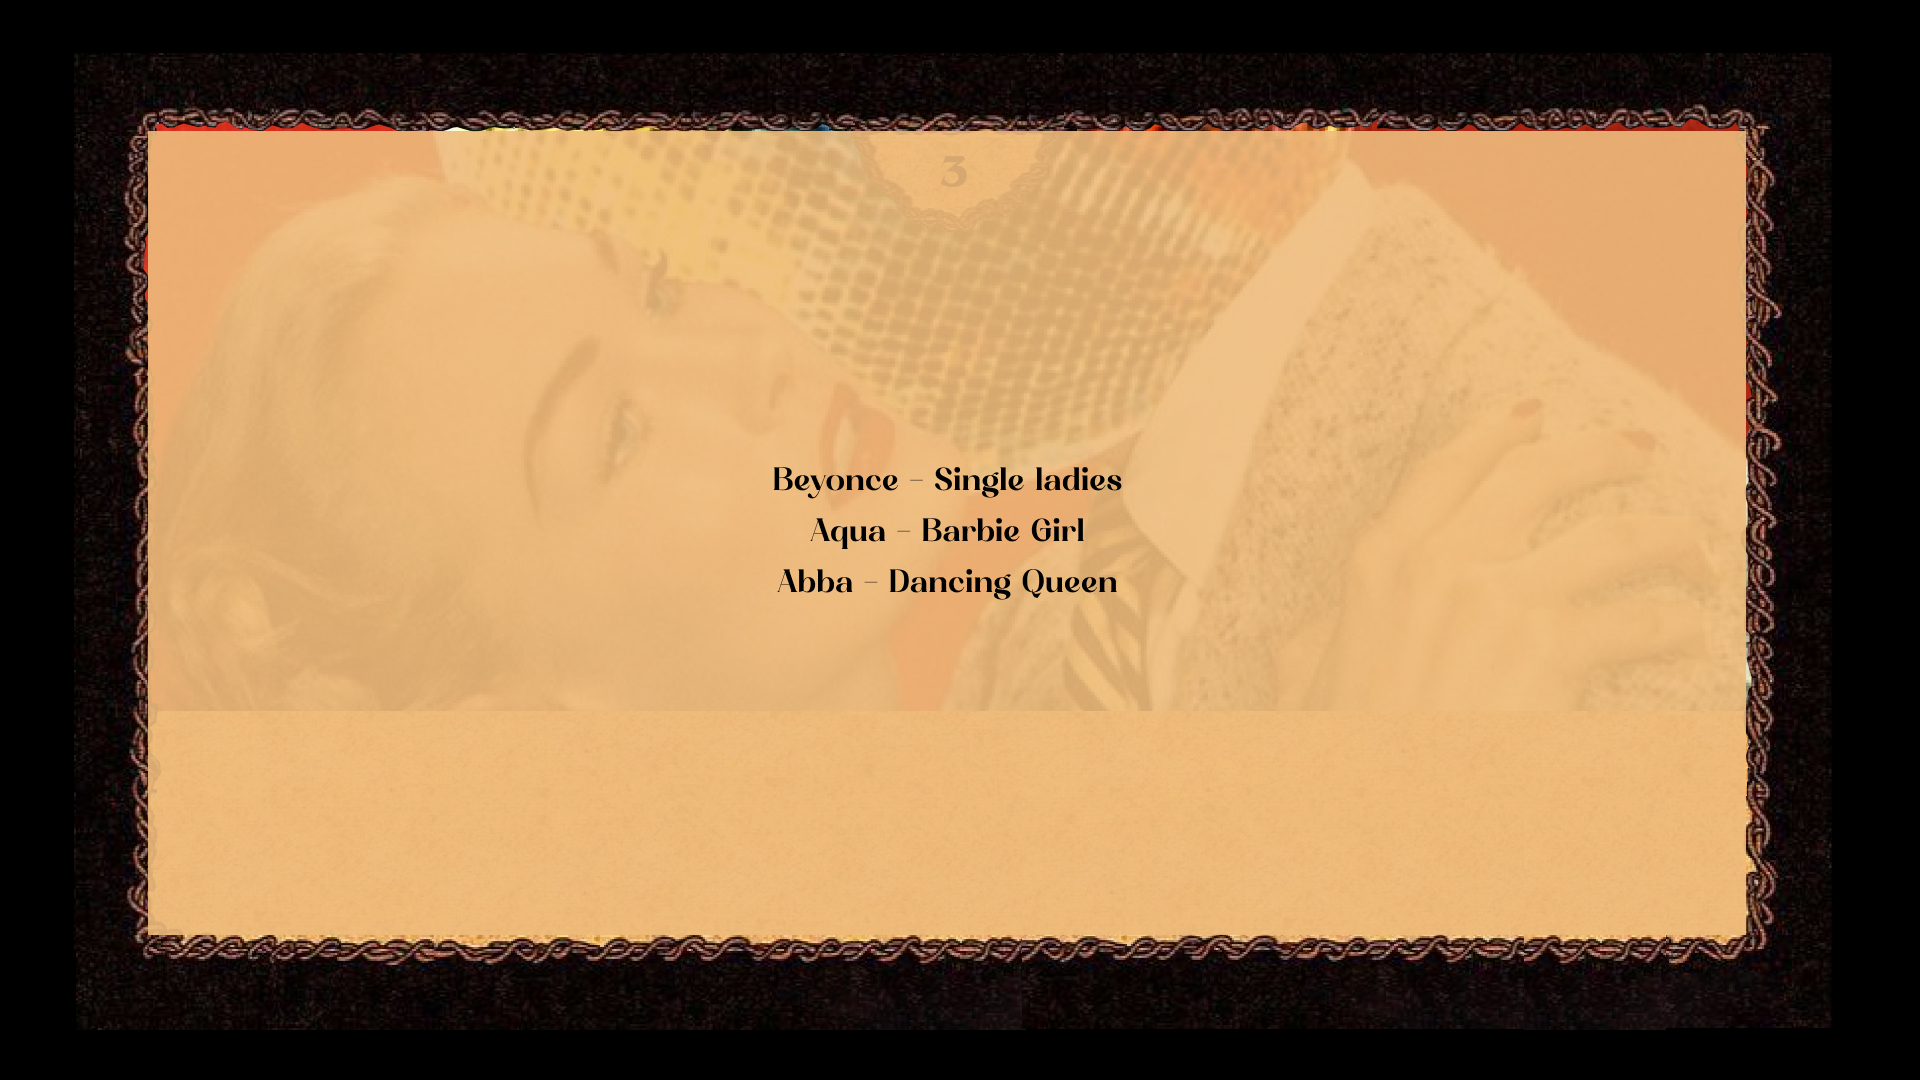 3
Beyonce - Single ladies
Aqua - Barbie Girl
Abba - Dancing Queen